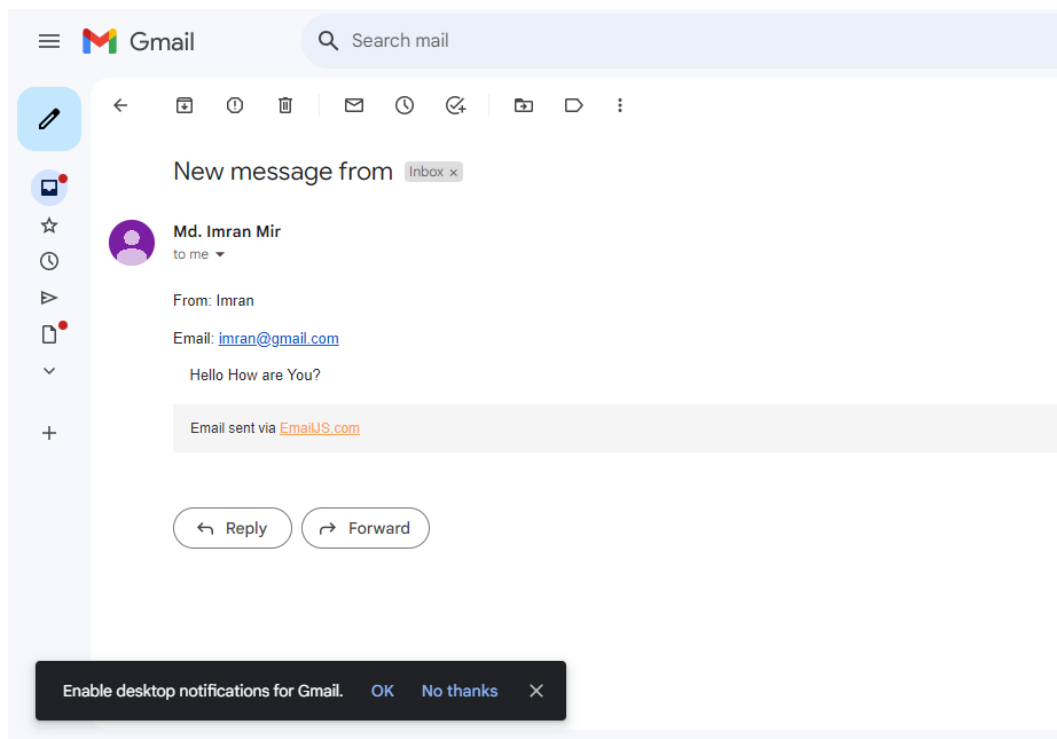 Gmail
Search mail
New message from Inbox ×
Md. Imran Mir
to me
From: Imran
Email: imran@gmail.com
Hello How are You?
Email sent via EmailJS.com
Reply Forward
Enable desktop notifications for Gmail. OK No thanks